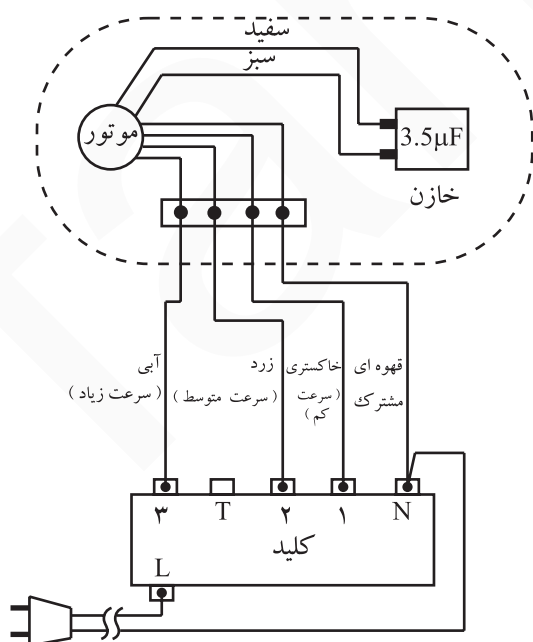 سفید
سبز
موتور
3.5µF
خازن
آبی
( سرعت زیاد )
زرد
( سرعت متوسط )
خاکستری
( سرعت
کم )
قهوه ای
مشترک
۳ T ۲ ۱ N
کلید
L